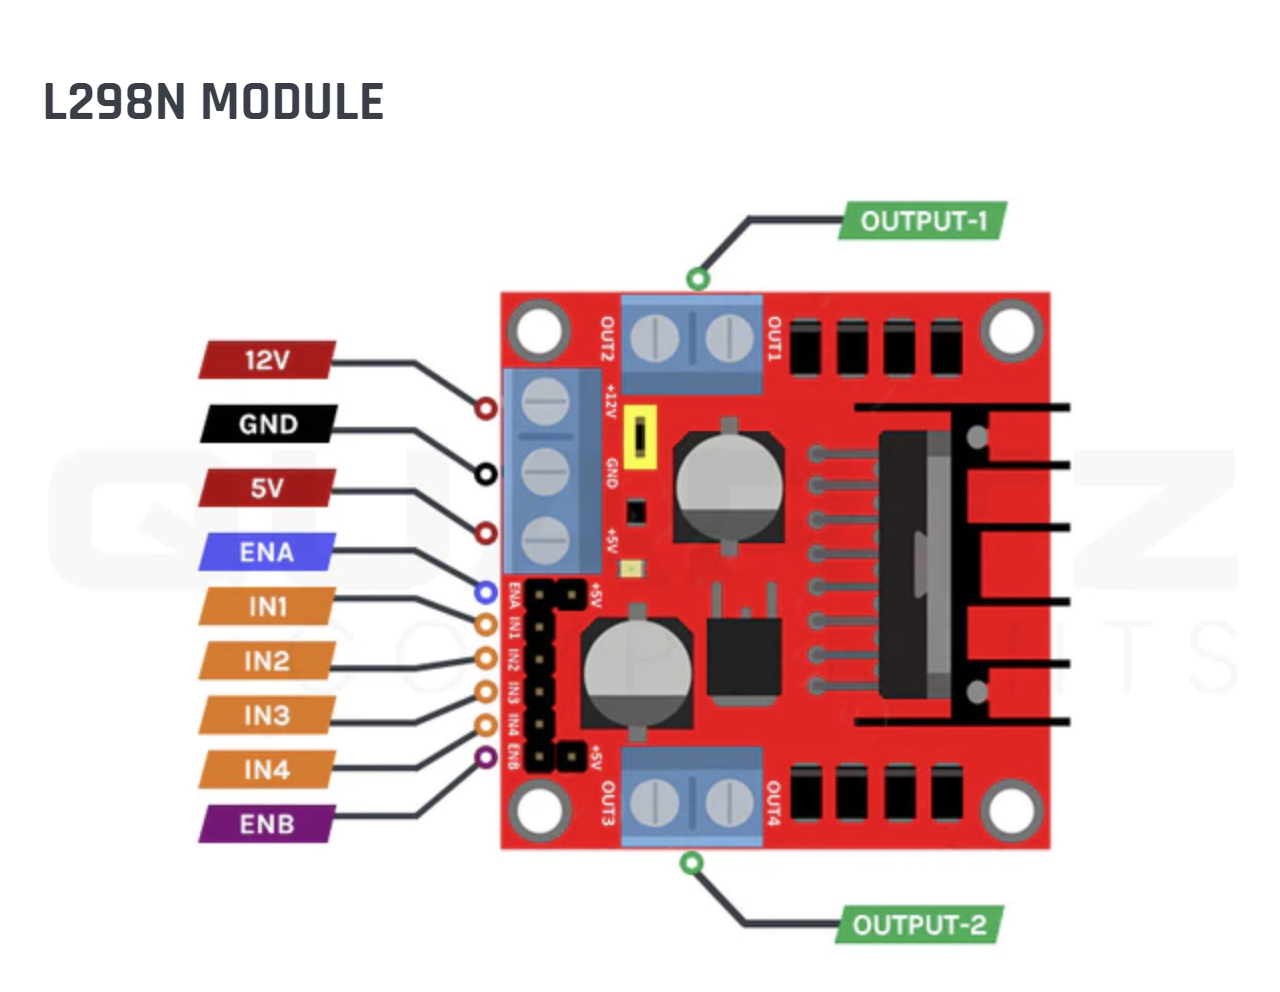 L298N MODULE
OUTPUT-1
12V
GND
5V
ENA
IN1
IN2
IN3
IN4
ENB
OUT2
OUT1
+12V
GND
+5V
ENA
+5V
IN1
IN2
IN3
IN4
ENB
+5V
OUT3
OUT4
OUTPUT-2